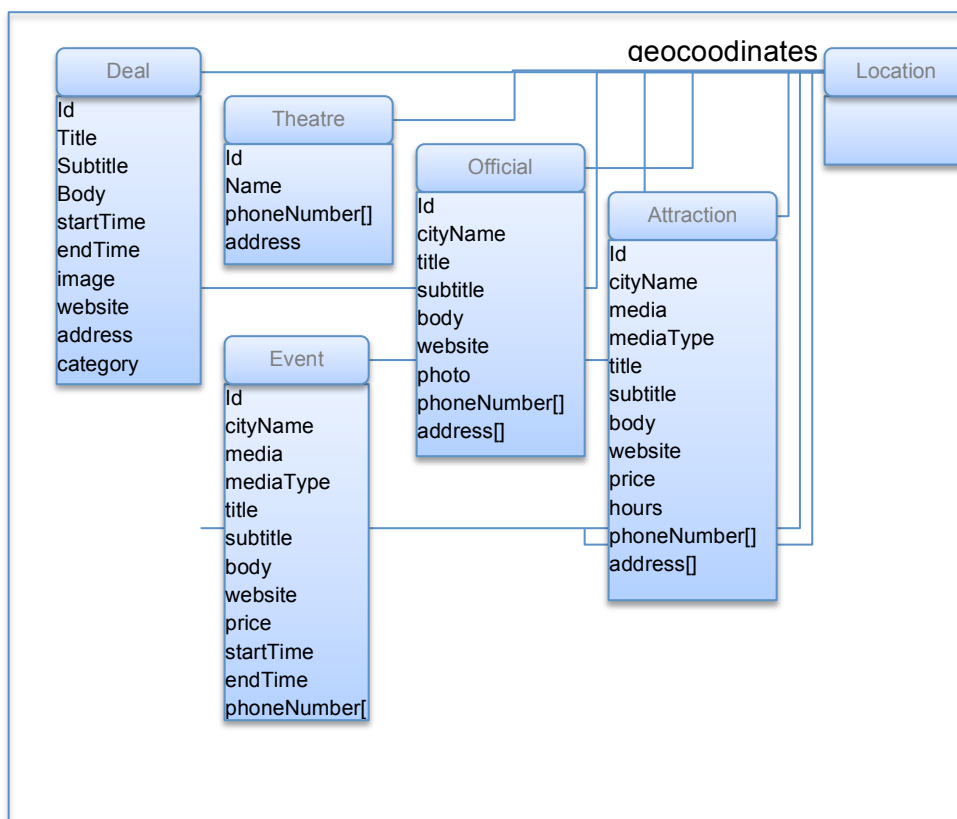 geocoodinates
Deal
Id
Title
Subtitle
Body
startTime
endTime
image
website
address
category
Theatre
Id
Name
phoneNumber[]
address
Official
Id
cityName
title
subtitle
body
website
photo
phoneNumber[]
address[]
Location
Attraction
Id
cityName
media
mediaType
title
subtitle
body
website
price
hours
phoneNumber[]
address[]
Event
Id
cityName
media
mediaType
title
subtitle
body
website
price
startTime
endTime
phoneNumber[